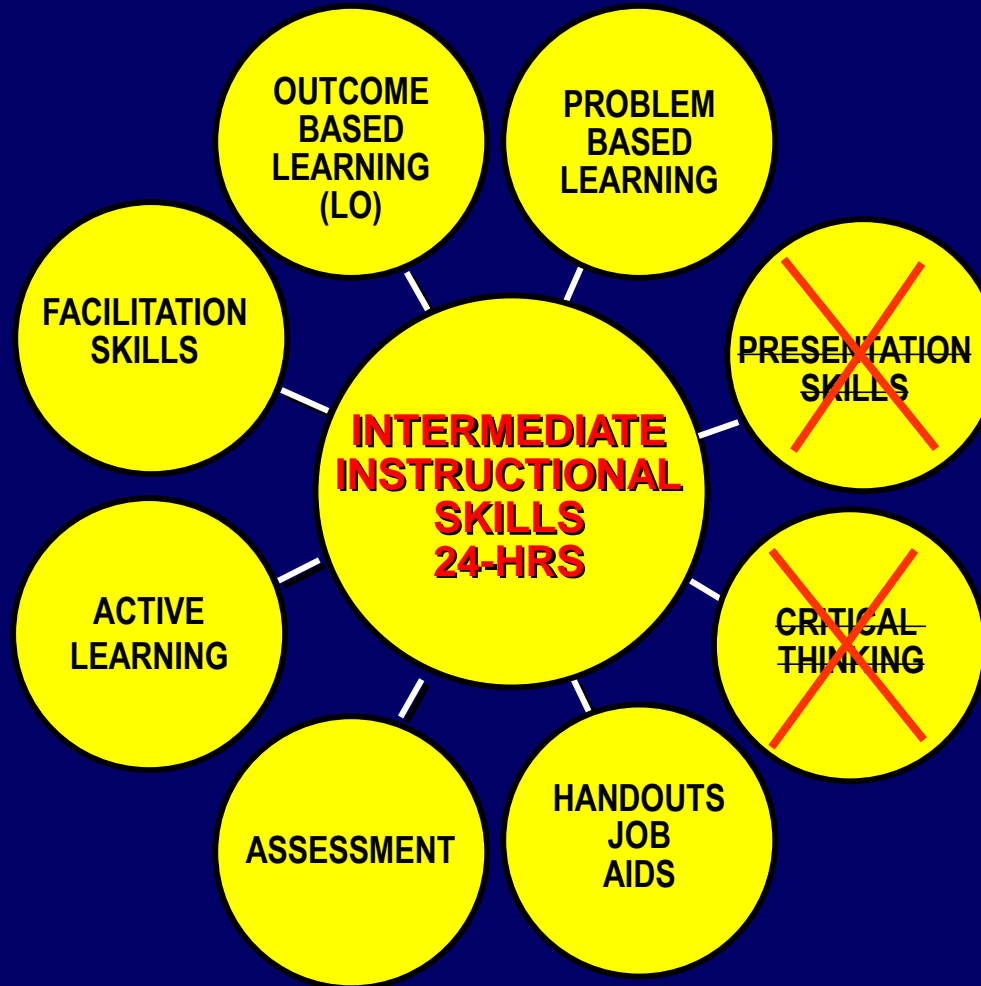 OUTCOME
BASED
LEARNING
(LO)
PROBLEM
BASED
LEARNING
FACILITATION
SKILLS
PRESENTATION
SKILLS
INTERMEDIATE
INSTRUCTIONAL
SKILLS
24-HRS
ACTIVE
LEARNING
CRITICAL
THINKING
ASSESSMENT
HANDOUTS
JOB
AIDS